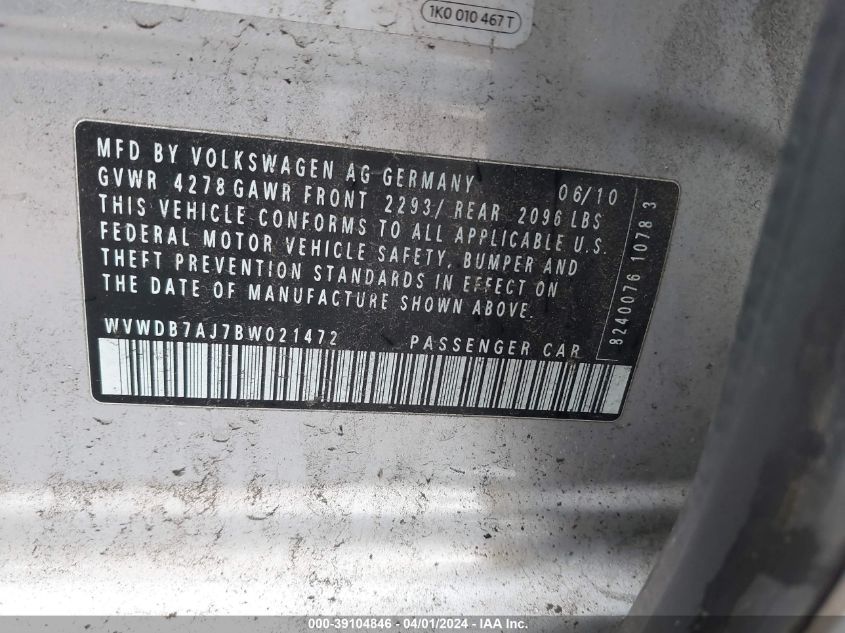 1K0 010 467 T
MFD BY VOLKSWAGEN AG GERMANY 06/10
GVWR 4278 GAWR FRONT 2293/ REAR 2096 LBS
THIS VEHICLE CONFORMS TO ALL APPLICABLE U.S.
FEDERAL MOTOR VEHICLE SAFETY, BUMPER AND
THEFT PREVENTION STANDARDS IN EFFECT ON
THE DATE OF MANUFACTURE SHOWN ABOVE.
WVWDB7AJ7BW021472 PASSENGER CAR
8240076 1078 3
000-39104846 - 04/01/2024 - IAAI, Inc.